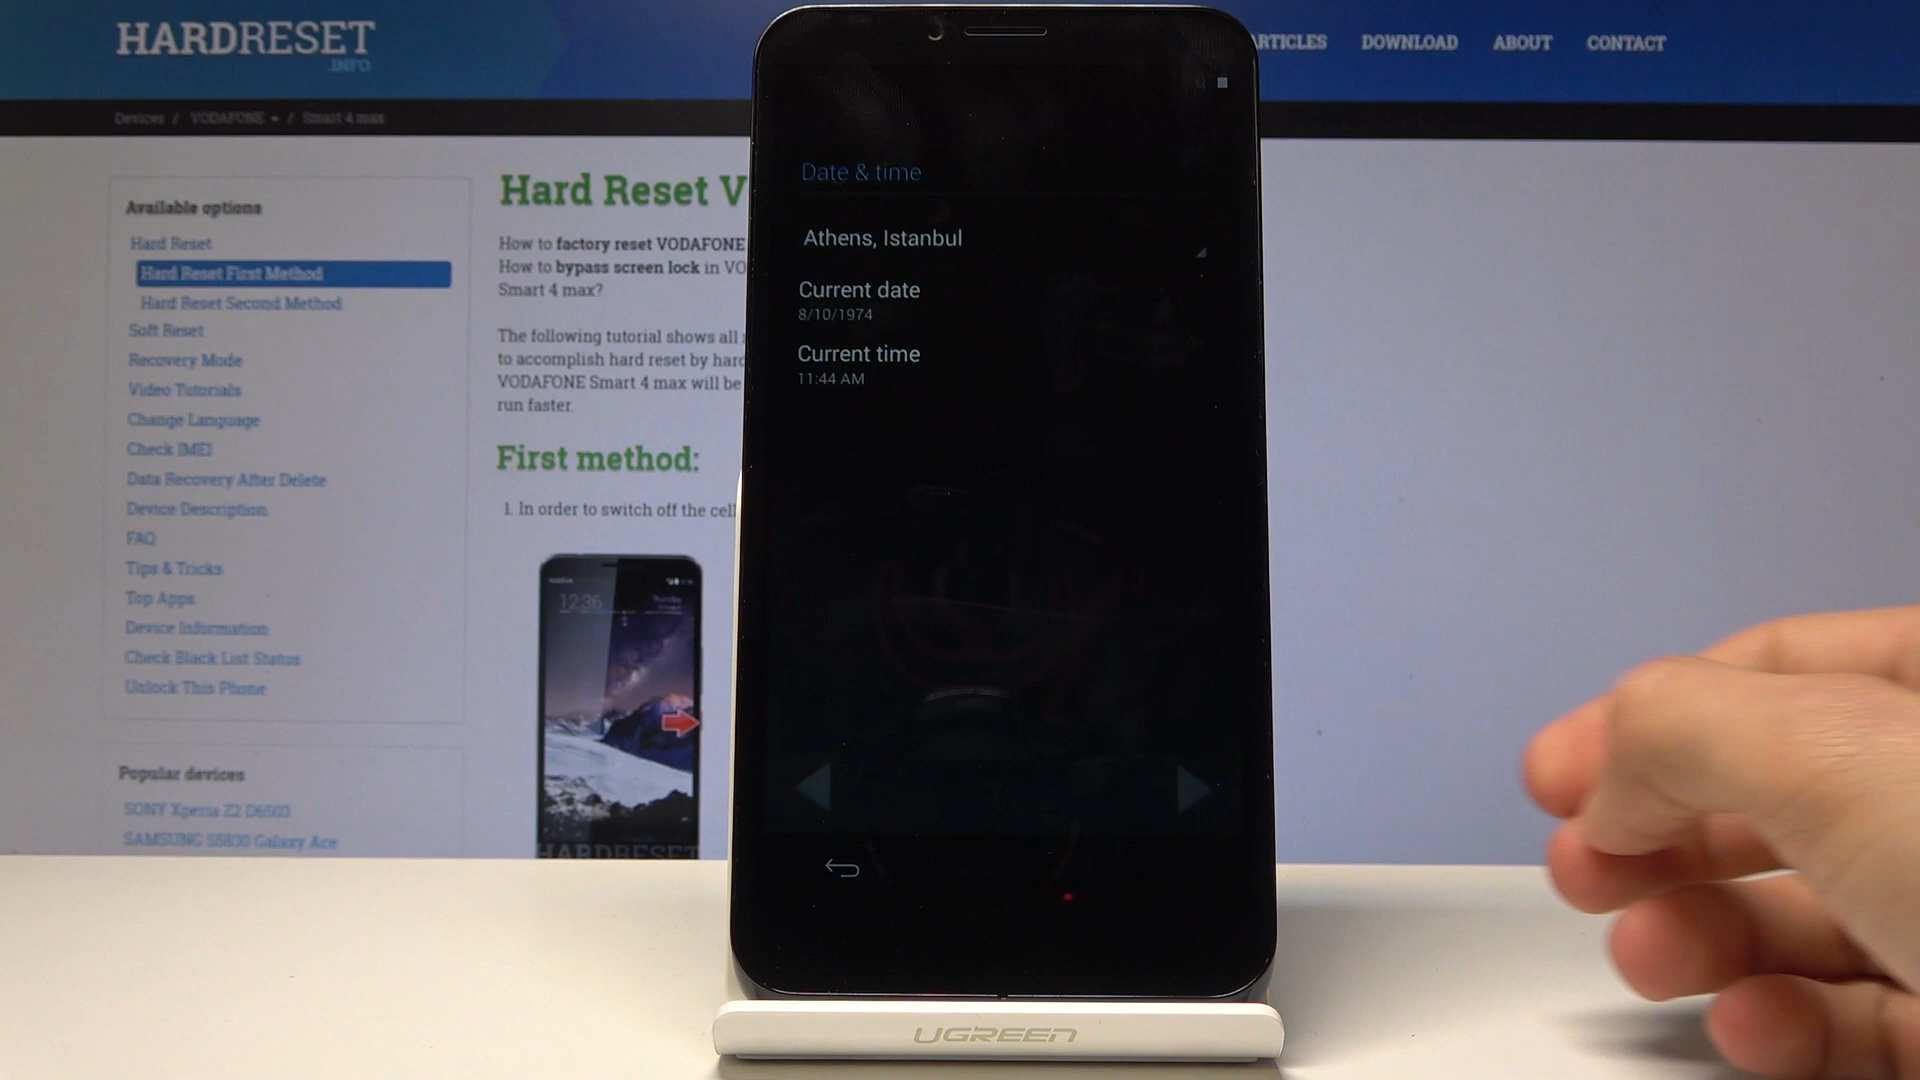 HARDRESET
.INFO
ARTICLES DOWNLOAD ABOUT CONTACT
Devices / VODAFONE / Smart 4 max
Available options
Hard Reset
Hard Reset First Method
Hard Reset Second Method
Soft Reset
Recovery Mode
Video Tutorials
Change Language
Check IMEI
Data Recovery After Delete
Device Description
FAQ
Tips & Tricks
Top Apps
Device Information
Check Black List Status
Unlock This Phone
Popular devices
SONY Xperia Z2 D6503
SAMSUNG S5830 Galaxy Ace
Hard Reset V
How to factory reset VODAFONE
How to bypass screen lock in VO
Smart 4 max?
The following tutorial shows all
to accomplish hard reset by hard
VODAFONE Smart 4 max will be
run faster.
First method:
1. In order to switch off the cell
12:36
Thursday
HARDRESET
Date & time
Athens, Istanbul
Current date
8/10/1974
Current time
11:44 AM
UGREEN